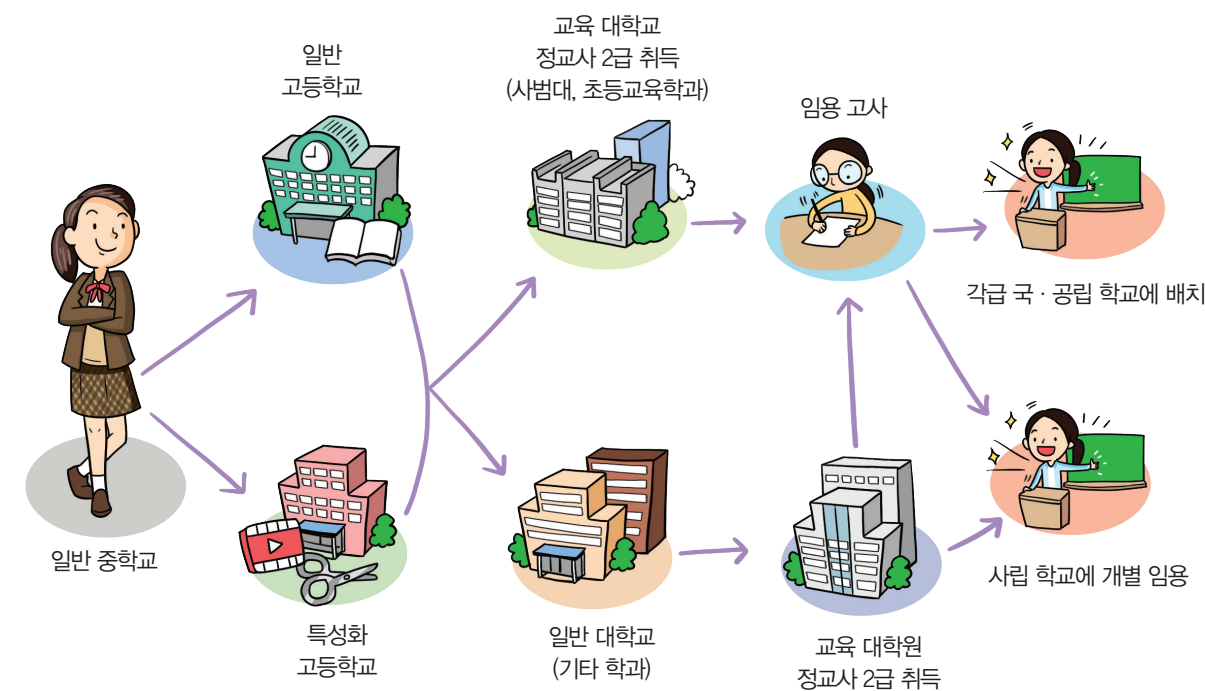 일반
고등학교
교육 대학교
정교사 2급 취득
(사범대, 초등교육학과)
임용 고사
각급 국 · 공립 학교에 배치
일반 중학교
특성화
고등학교
일반 대학교
(기타 학과)
교육 대학원
정교사 2급 취득
사립 학교에 개별 임용